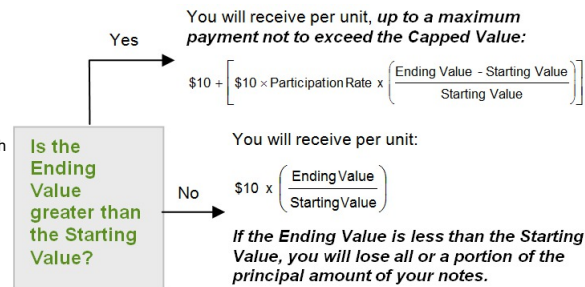 You will receive per unit, up to a maximum
payment not to exceed the Capped Value:
Yes
$10 + [ $10 × Participation Rate x ( Ending Value - Starting Value / Starting Value ) ]
h
Is the
Ending
Value
greater than
the Starting
Value?
No
You will receive per unit:
$10 x ( Ending Value / Starting Value )
If the Ending Value is less than the Starting
Value, you will lose all or a portion of the
principal amount of your notes.